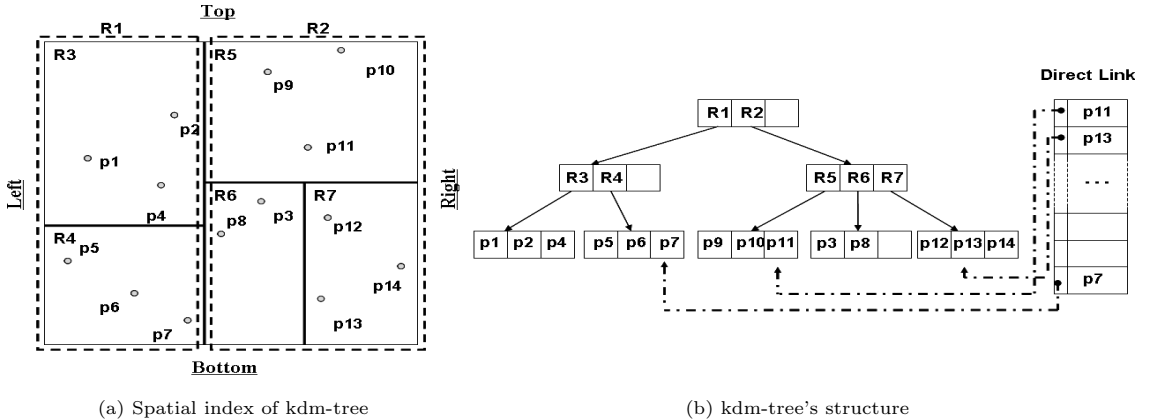 Top
R1 R2
R3 R5
p10
p9
p2
p11
p1
Left
Right
R6 R7
p3
p4
p8
p12
R4
p5
p14
p6
p13
p7
Bottom
(a) Spatial index of kdm-tree
Direct Link
R1 R2
p11
p13
...
p7
R3 R4
R5 R6 R7
p1 p2 p4
p5 p6 p7
p9 p10 p11
p3 p8
p12 p13 p14
(b) kdm-tree's structure